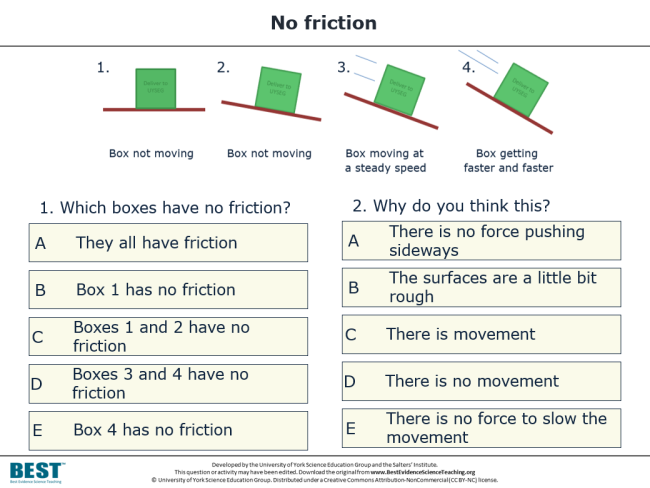 No friction
1.
2.
3.
4.
Deliver to
Deliver to
Deliver to
Deliver to
Box not moving
Box not moving
Box moving at
a steady speed
Box getting
faster and faster
1. Which boxes have no friction?
A They all have friction
B Box 1 has no friction
C Boxes 1 and 2 have no
friction
D Boxes 3 and 4 have no
friction
E Box 4 has no friction
2. Why do you think this?
A There is no force pushing
sideways
B The surfaces are a little bit
rough
C There is movement
D There is no movement
E There is no force to slow the
movement
BEST™
Best Evidence Science Teaching
Developed by the University of York Science Education Group and the Salters' Institute.
This question or activity may have been edited. Download the original from www.BestEvidenceScienceTeaching.org
© University of York Science Education Group. Distributed under a Creative Commons Attribution-NonCommercial (CC BY-NC) license.